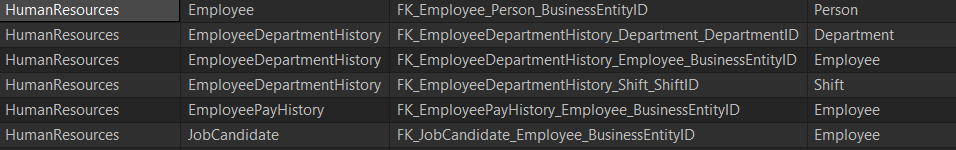 HumanResources Employee FK_Employee_Person_BusinessEntityID Person
HumanResources EmployeeDepartmentHistory FK_EmployeeDepartmentHistory_Department_DepartmentID Department
HumanResources EmployeeDepartmentHistory FK_EmployeeDepartmentHistory_Employee_BusinessEntityID Employee
HumanResources EmployeeDepartmentHistory FK_EmployeeDepartmentHistory_Shift_ShiftID Shift
HumanResources EmployeePayHistory FK_EmployeePayHistory_Employee_BusinessEntityID Employee
HumanResources JobCandidate FK_JobCandidate_Employee_BusinessEntityID Employee